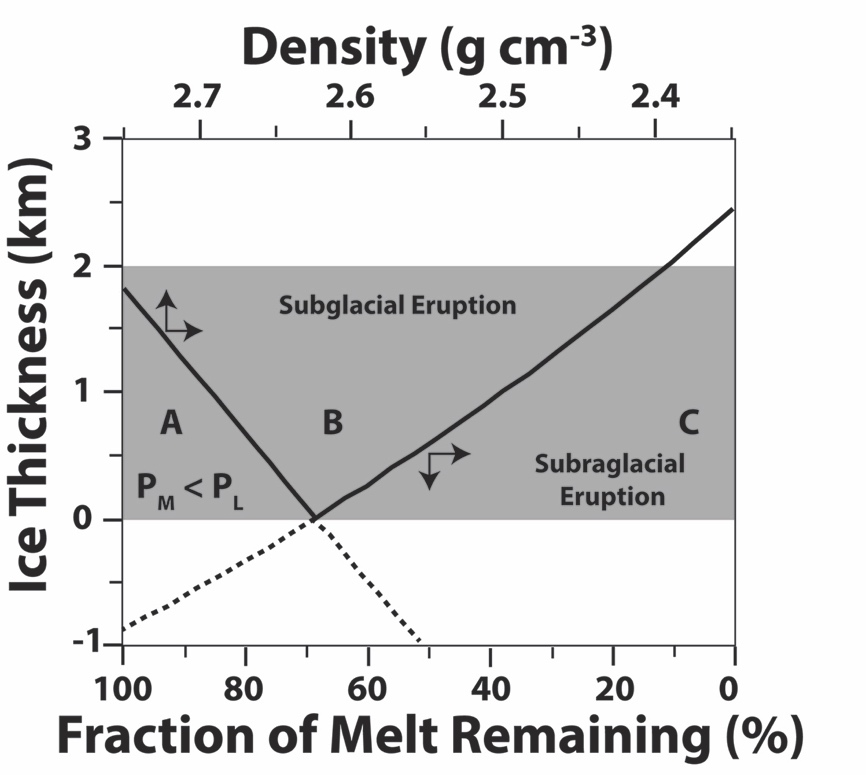 Density (g cm-3)
2.7 2.6 2.5 2.4
3
2
1
0
-1
Ice Thickness (km)
Subglacial Eruption
A
B
C
PM < PL
Subraglacial
Eruption
100 80 60 40 20 0
Fraction of Melt Remaining (%)